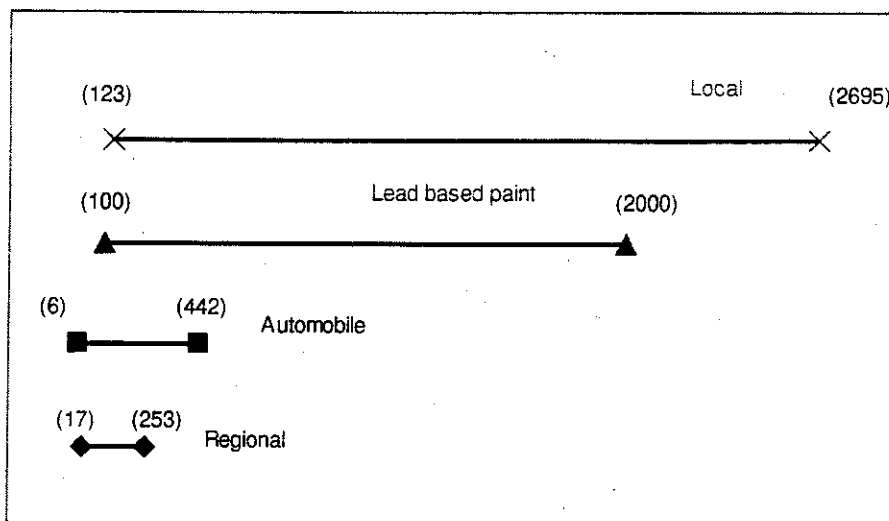 (123) Local (2695)
(100) Lead based paint (2000)
(6) (442) Automobile
(17) (253) Regional